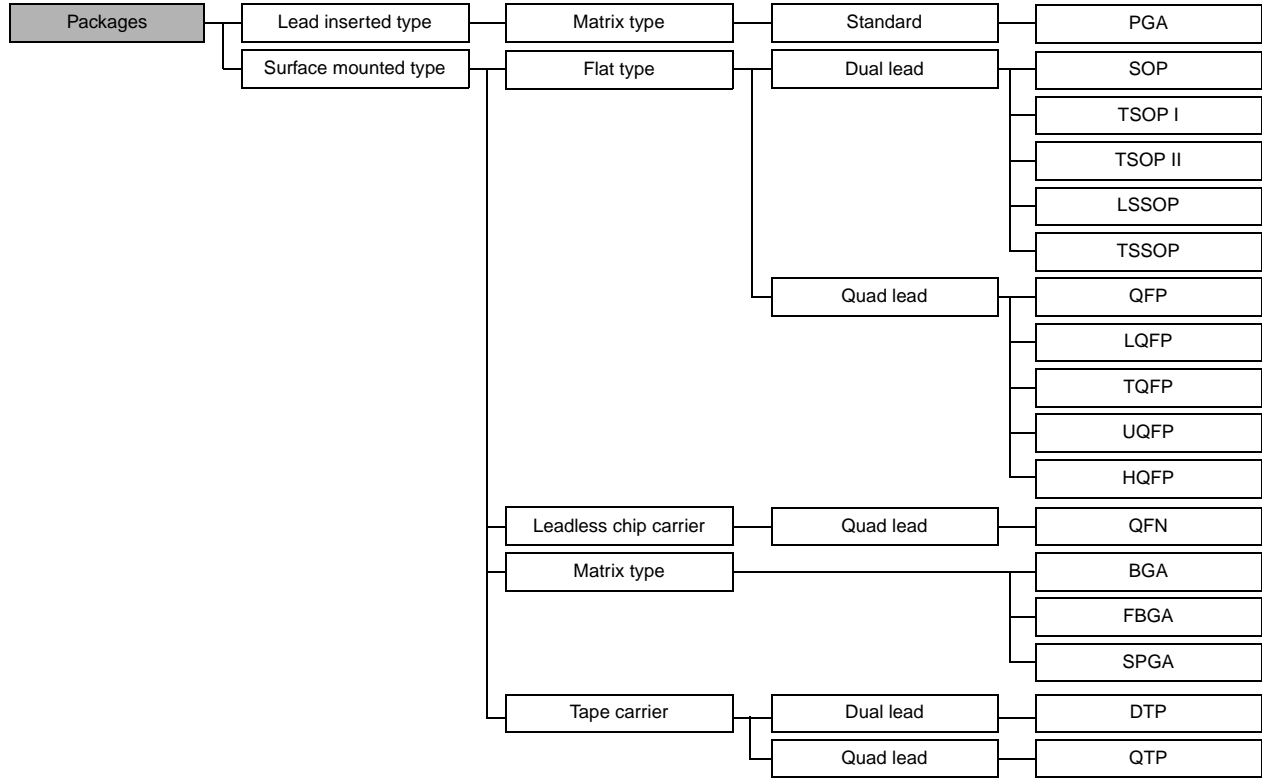 Packages
Lead inserted type
Matrix type
Standard
PGA
Surface mounted type
Flat type
Dual lead
SOP
TSOP I
TSOP II
LSSOP
TSSOP
Quad lead
QFP
LQFP
TQFP
UQFP
HQFP
Leadless chip carrier
Quad lead
QFN
Matrix type
BGA
FBGA
SPGA
Tape carrier
Dual lead
DTP
Quad lead
QTP